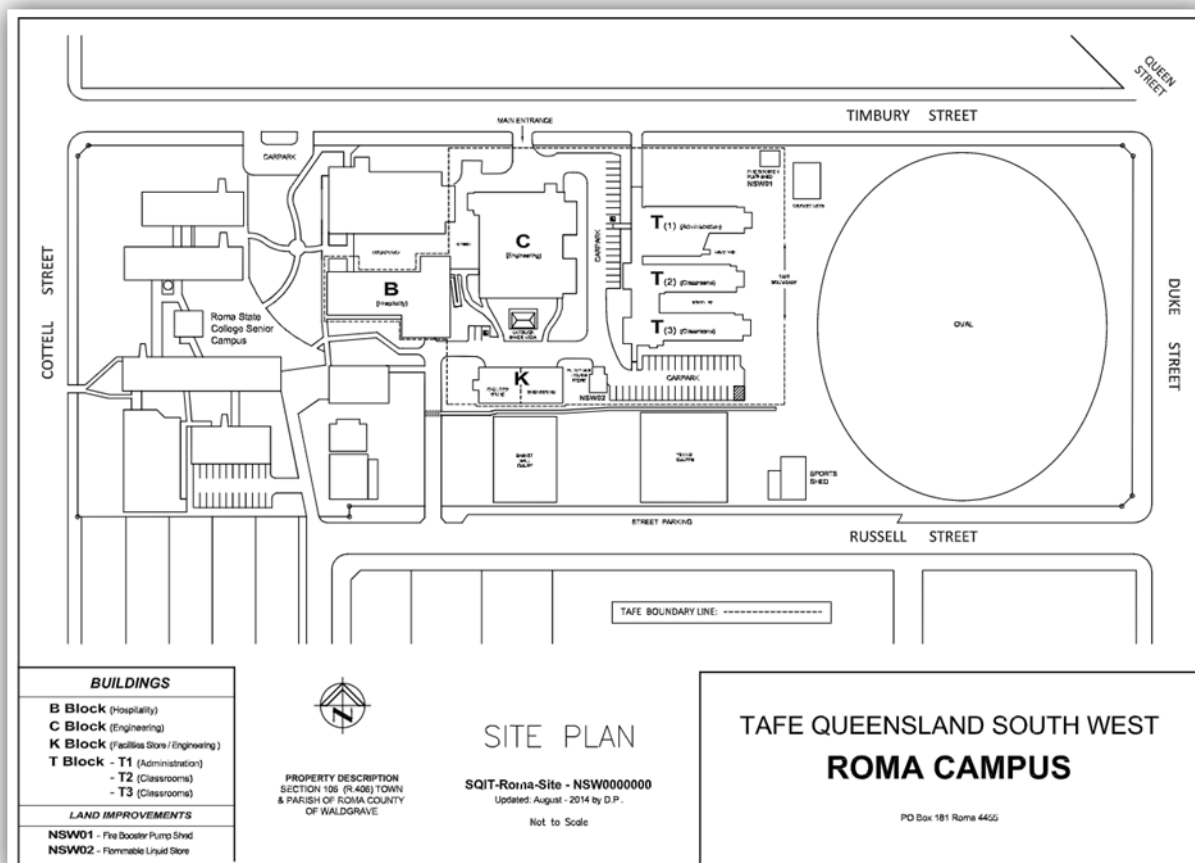 QUEEN
STREET
TIMBURY STREET
MAIN ENTRANCE
CARPARK
NSW01
T (1) (Administration)
C
(Engineering)
CARPARK
T (2) (Classrooms)
TAFE
BOUNDARY
B
(Hospitality)
T (3) (Classrooms)
OVAL
COTTELL STREET
DUKE STREET
Roma State
College Senior
Campus
K
CARPARK
NSW02
SPORTS
SHED
STREET PARKING
RUSSELL STREET
TAFE BOUNDARY LINE:
BUILDINGS
B Block (Hospitality)
C Block (Engineering)
K Block (Facilities Store / Engineering )
T Block - T1 (Administration)
- T2 (Classrooms)
- T3 (Classrooms)
LAND IMPROVEMENTS
NSW01 - Fire Booster Pump Shed
NSW02 - Flammable Liquid Store
N
PROPERTY DESCRIPTION
SECTION 106 (R.406) TOWN
& PARISH OF ROMA COUNTY
OF WALDGRAVE
SITE PLAN
SQIT-Roma-Site - NSW0000000
Updated: August - 2014 by D.P .
Not to Scale
TAFE QUEENSLAND SOUTH WEST
ROMA CAMPUS
PO Box 181 Roma 4455